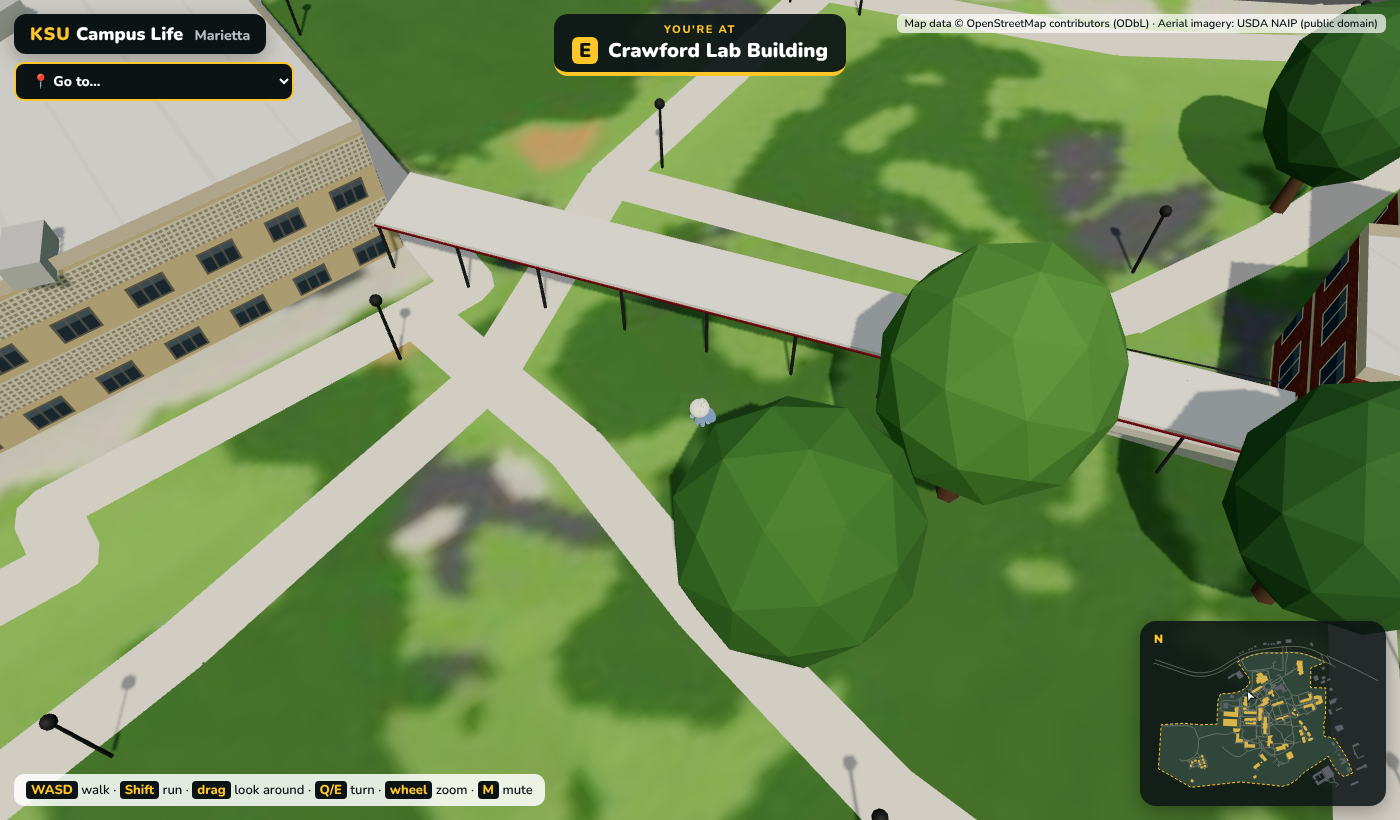 KSU Campus Life Marietta
📍 Go to...
YOU'RE AT
E Crawford Lab Building
Map data © OpenStreetMap contributors (ODbL) · Aerial imagery: USDA NAIP (public domain)
N
WASD walk · Shift run · drag look around · Q/E turn · wheel zoom · M mute